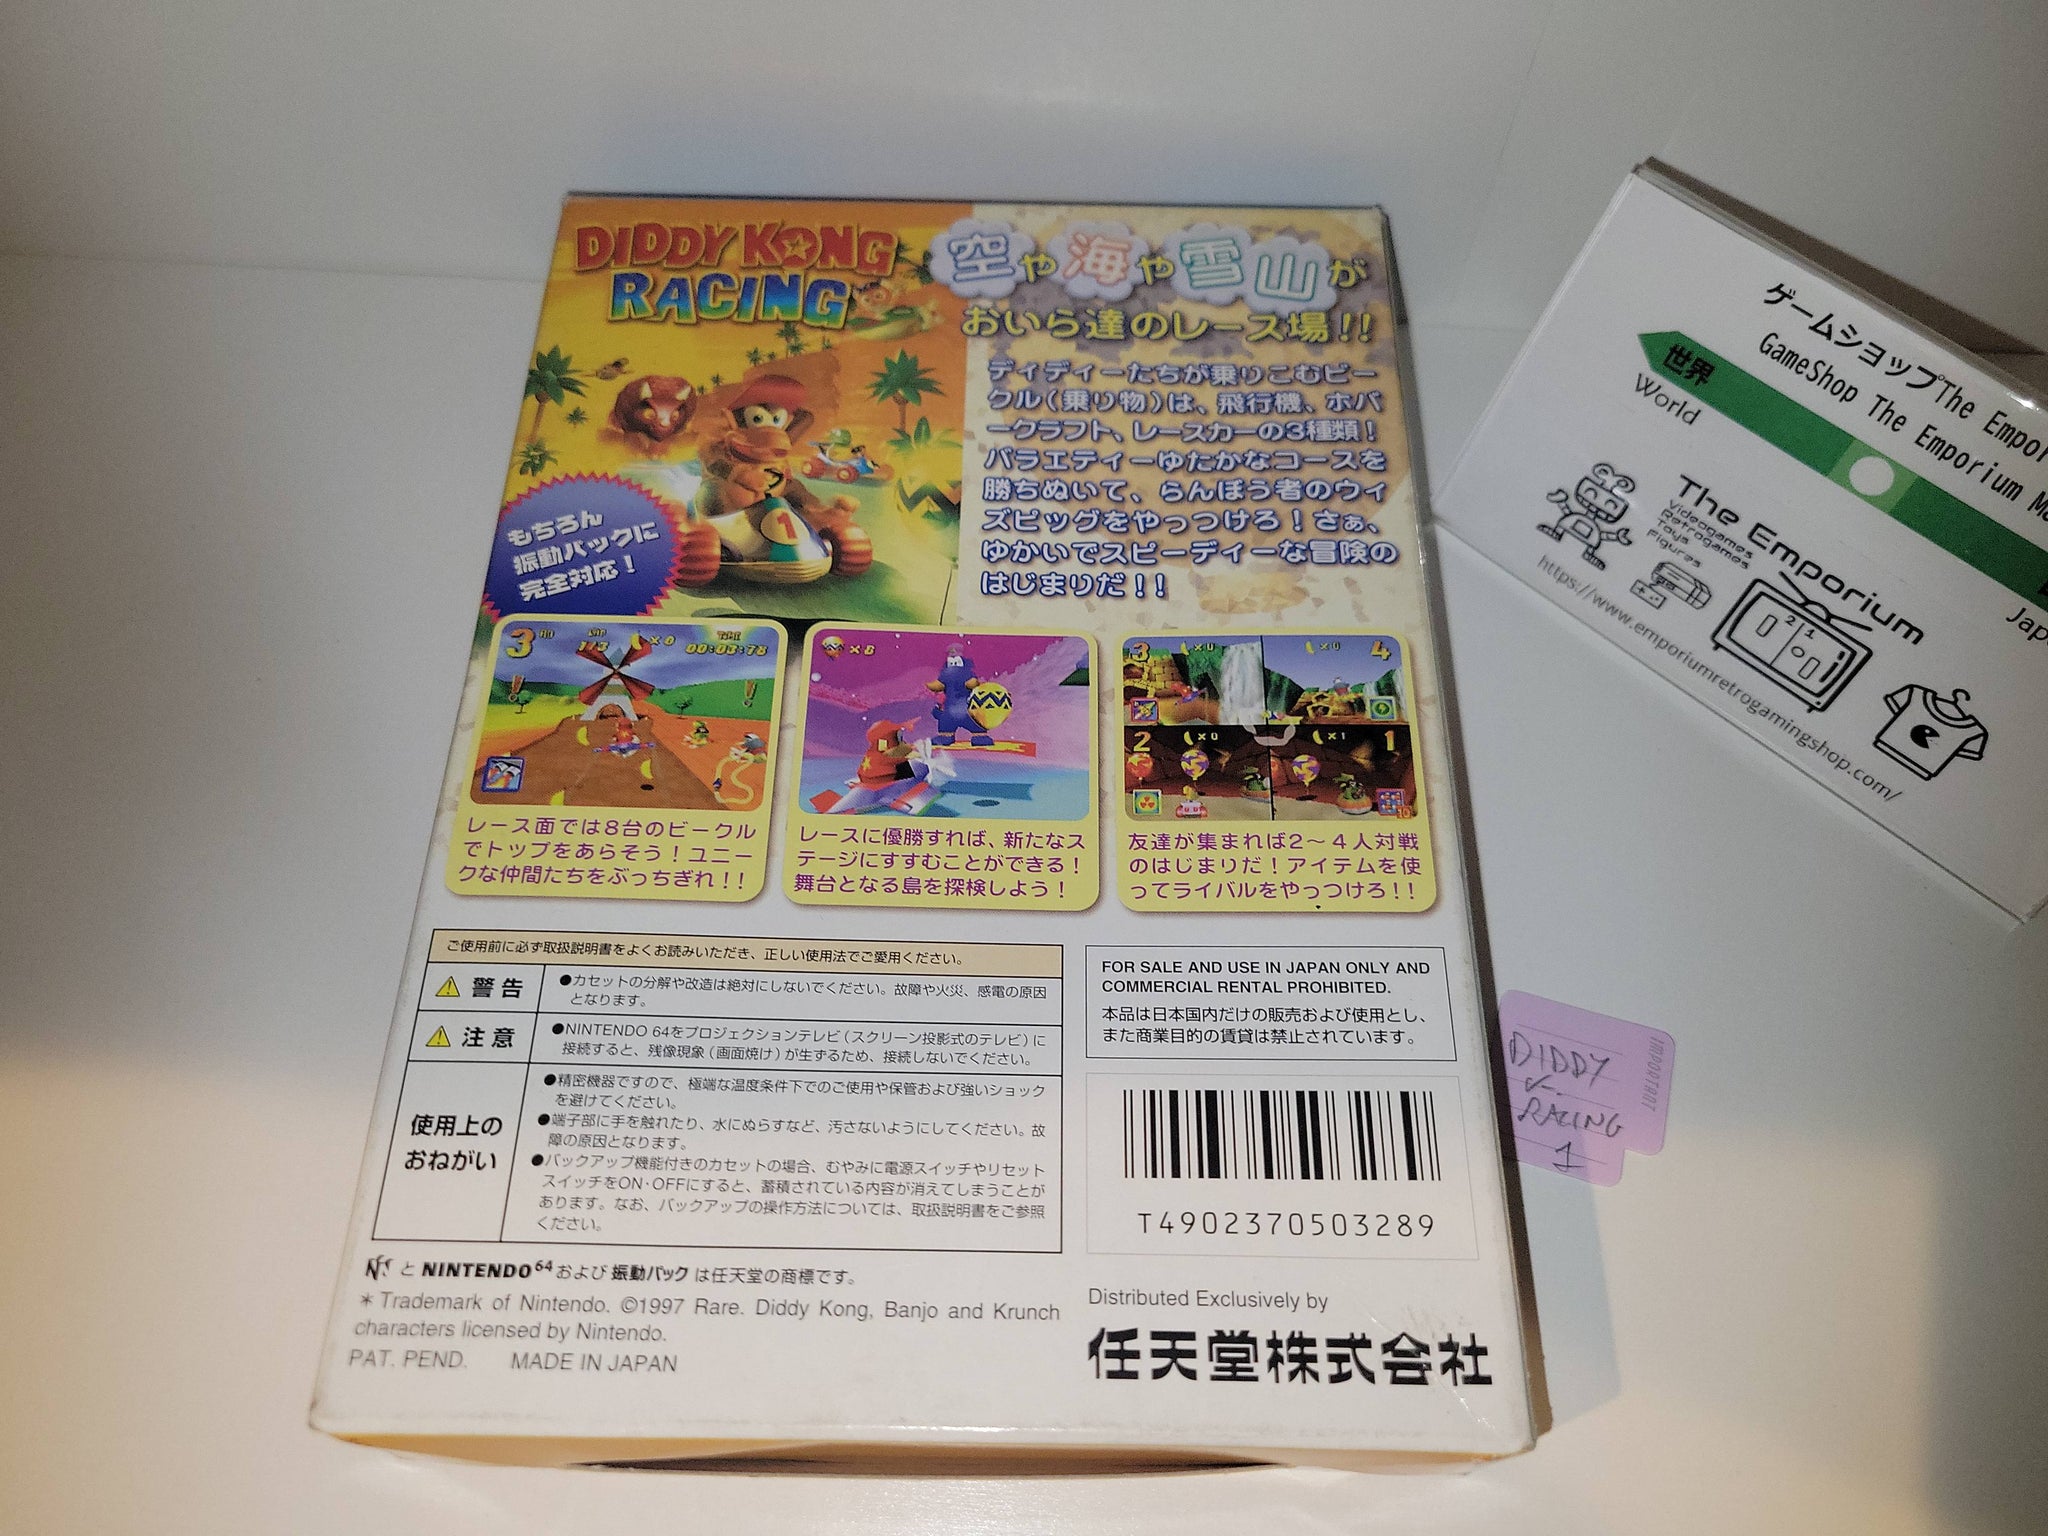 DIDDY KONG
RACING
空や海や雪山が
おいら達のレース場!!
ディディーたちが乗りこむビー
クル(乗り物)は、飛行機、ホバ
ークラフト、レースカーの3種類!
バラエティーゆたかなコースを
勝ちぬいて、らんぼう者のウィ
ズピッグをやっつけろ!さぁ、
ゆかいでスピーディーな冒険の
はじまりだ!!
もちろん
振動パックに
完全対応!
1
3 RD LAP 1/3 ×0 TIME 00:03:78
×8
3 ×0 ×0 4
2 ×0 ×1 1
10
レース面では8台のビークル
でトップをあらそう!ユニー
クな仲間たちをぶっちぎれ!!
レースに優勝すれば、新たなス
テージにすすむことができる!
舞台となる島を探検しよう!
友達が集まれば2〜4人対戦
のはじまりだ!アイテムを使
ってライバルをやっつけろ!!
ご使用前に必ず取扱説明書をよくお読みいただき、正しい使用法でご愛用ください。
警告
●カセットの分解や改造は絶対にしないでください。故障や火災、感電の原因
となります。
注意
●NINTENDO 64をプロジェクションテレビ(スクリーン投影式のテレビ)に
接続すると、残像現象(画面焼け)が生ずるため、接続しないでください。
使用上の
おねがい
●精密機器ですので、極端な温度条件下でのご使用や保管および強いショック
を避けてください。
●端子部に手を触れたり、水にぬらすなど、汚さないようにしてください。故
障の原因となります。
●バックアップ機能付きのカセットの場合、むやみに電源スイッチやリセット
スイッチをON・OFFにすると、蓄積されている内容が消えてしまうことが
あります。なお、バックアップの操作方法については、取扱説明書をご参照
ください。
FOR SALE AND USE IN JAPAN ONLY AND
COMMERCIAL RENTAL PROHIBITED.
本品は日本国内だけの販売および使用とし、
また商業目的の賃貸は禁止されています。
T4902370503289
と NINTENDO64 および 振動パック は任天堂の商標です。
* Trademark of Nintendo. ©1997 Rare. Diddy Kong, Banjo and Krunch
characters licensed by Nintendo.
PAT. PEND. MADE IN JAPAN
Distributed Exclusively by
任天堂株式会社
ゲームショップThe Empor
GameShop The Emporium Ma
世界
World
Jap
The Emporium
Videogames
Retrogames
Toys
Figures
2 1
https://www.emporiumretrogamingshop.com/
IMPORTANT
DIDDY
K.
RACING
1